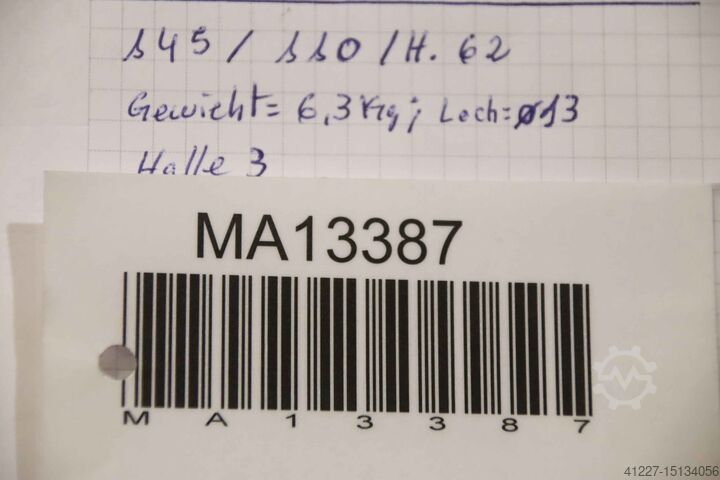 145 / 110 / H. 62
Gewicht = 6,3 Kg; Loch = ø13
Halle 3
MA13387
M A 1 3 3 8 7
41227-15134056